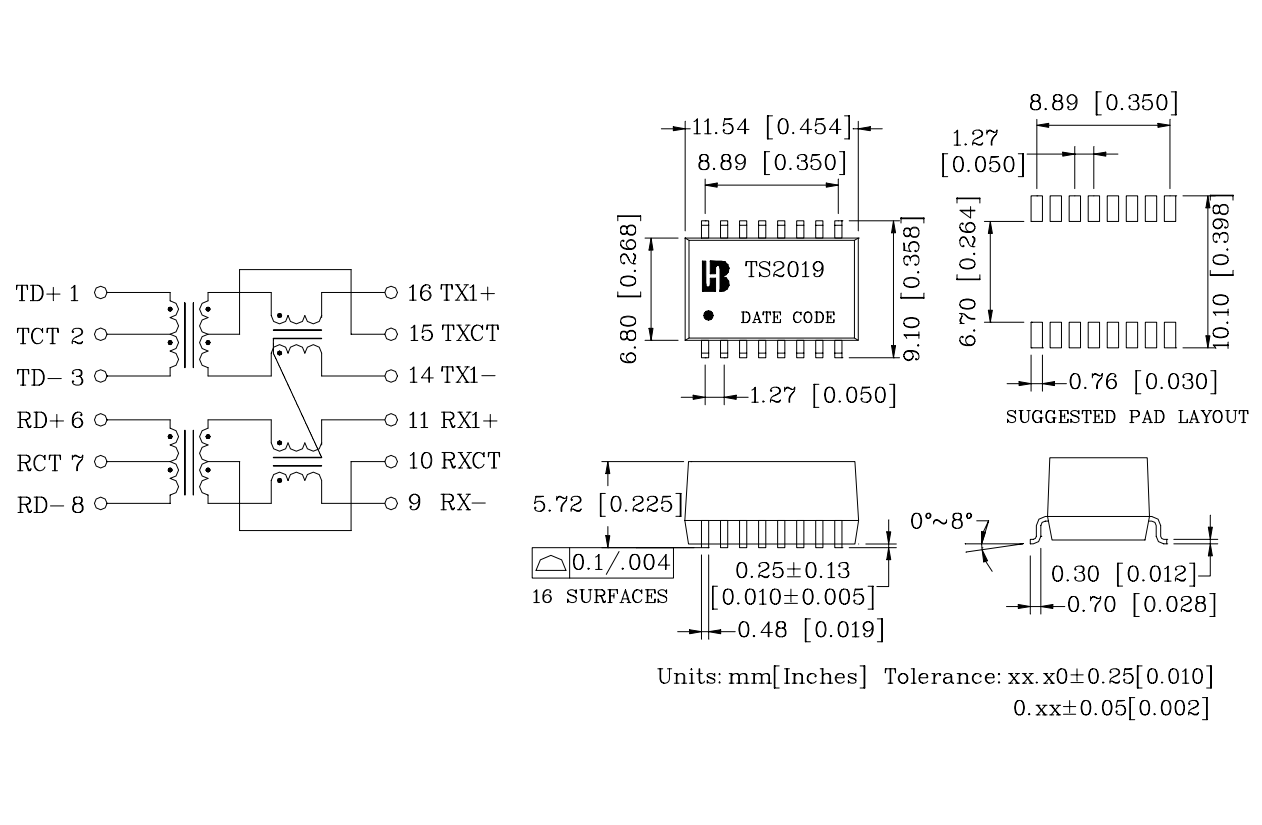 TD+ 1
TCT 2
TD- 3
RD+ 6
RCT 7
RD- 8
16 TX1+
15 TXCT
14 TX1-
11 RX1+
10 RXCT
9 RX-
11.54 [0.454]
8.89 [0.350]
6.80 [0.268]
TS2019
DATE CODE
9.10 [0.358]
1.27 [0.050]
8.89 [0.350]
1.27
[0.050]
6.70 [0.264]
10.10 [0.398]
0.76 [0.030]
SUGGESTED PAD LAYOUT
5.72 [0.225]
0.1/.004
16 SURFACES
0.25±0.13
[0.010±0.005]
0.48 [0.019]
0°~8°
0.30 [0.012]
0.70 [0.028]
Units: mm[Inches] Tolerance: xx.x0±0.25[0.010]
0.xx±0.05[0.002]